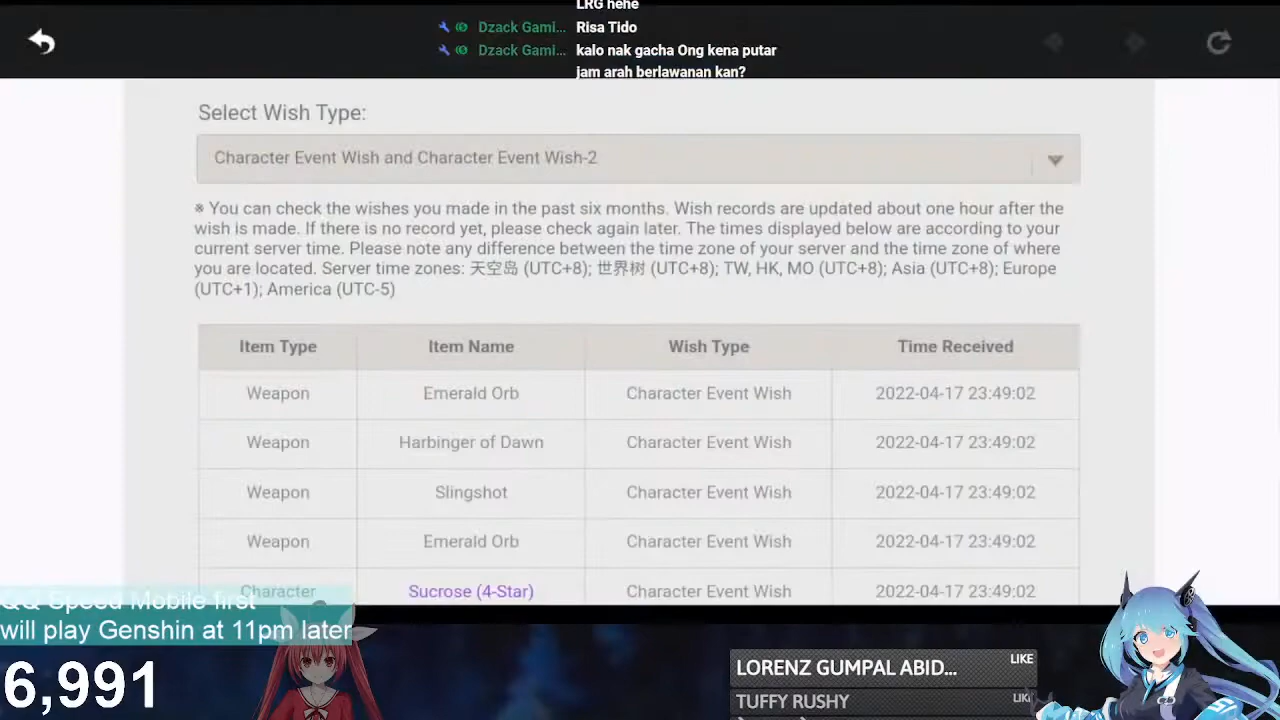 LRG hehe
Dzack Gami... Risa Tido
Dzack Gami... kalo nak gacha Ong kena putar
jam arah berlawanan kan?
Select Wish Type:
Character Event Wish and Character Event Wish-2
※ You can check the wishes you made in the past six months. Wish records are updated about one hour after the
wish is made. If there is no record yet, please check again later. The times displayed below are according to your
current server time. Please note any difference between the time zone of your server and the time zone of where
you are located. Server time zones: 天空岛 (UTC+8); 世界树 (UTC+8); TW, HK, MO (UTC+8); Asia (UTC+8); Europe
(UTC+1); America (UTC-5)
Item Type Item Name Wish Type Time Received
Weapon Emerald Orb Character Event Wish 2022-04-17 23:49:02
Weapon Harbinger of Dawn Character Event Wish 2022-04-17 23:49:02
Weapon Slingshot Character Event Wish 2022-04-17 23:49:02
Weapon Emerald Orb Character Event Wish 2022-04-17 23:49:02
Character Sucrose (4-Star) Character Event Wish 2022-04-17 23:49:02
QQ Speed Mobile first
will play Genshin at 11pm later
6,991
LORENZ GUMPAL ABID... LIKE
TUFFY RUSHY